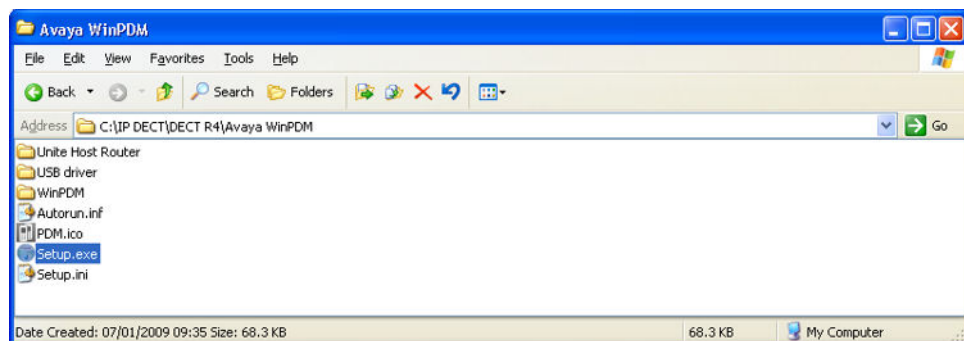 Avaya WinPDM
File Edit View Favorites Tools Help
Back Search Folders
Address C:\IP DECT\DECT R4\Avaya WinPDM Go
Unite Host Router
USB driver
WinPDM
Autorun.inf
PDM.ico
Setup.exe
Setup.ini
Date Created: 07/01/2009 09:35 Size: 68.3 KB 68.3 KB My Computer